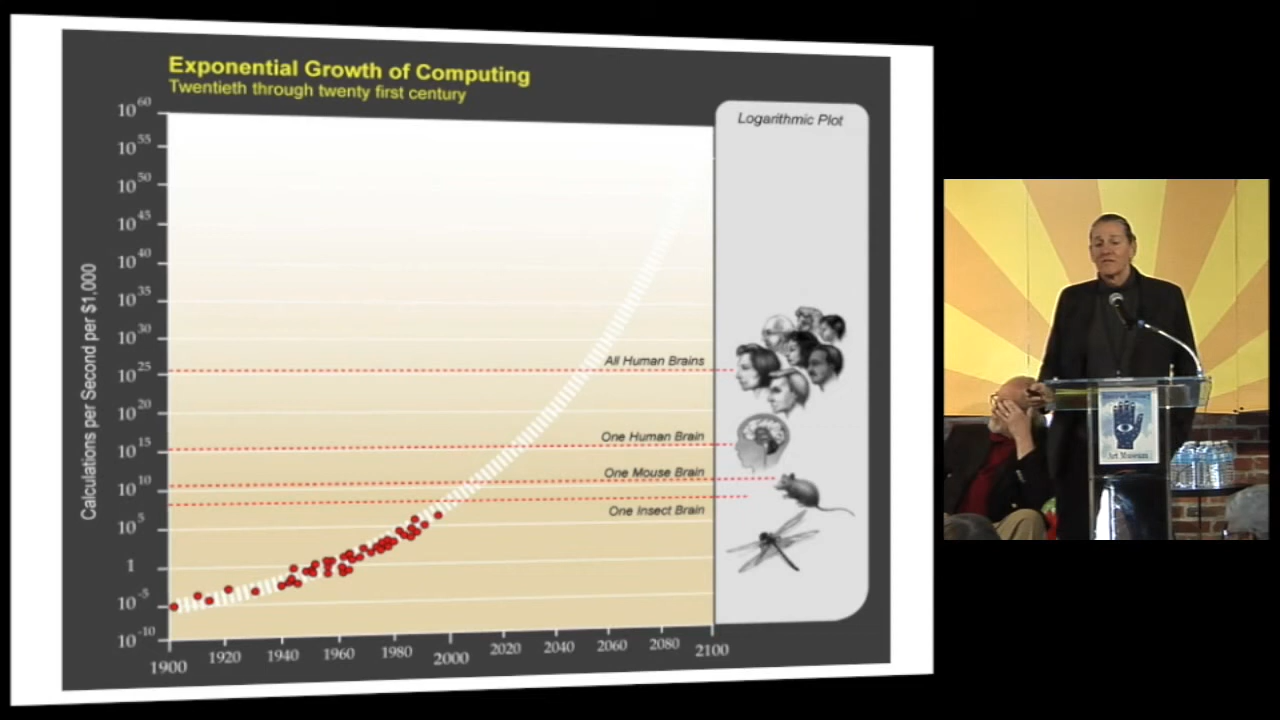 Exponential Growth of Computing
Twentieth through twenty first century
Logarithmic Plot
Calculations per Second per $1,000
10^60
10^55
10^50
10^45
10^40
10^35
10^30
10^25
10^20
10^15
10^10
10^5
1
10^-5
10^-10
All Human Brains
One Human Brain
One Mouse Brain
One Insect Brain
1900
1920
1940
1960
1980
2000
2020
2040
2060
2080
2100
Art Museum